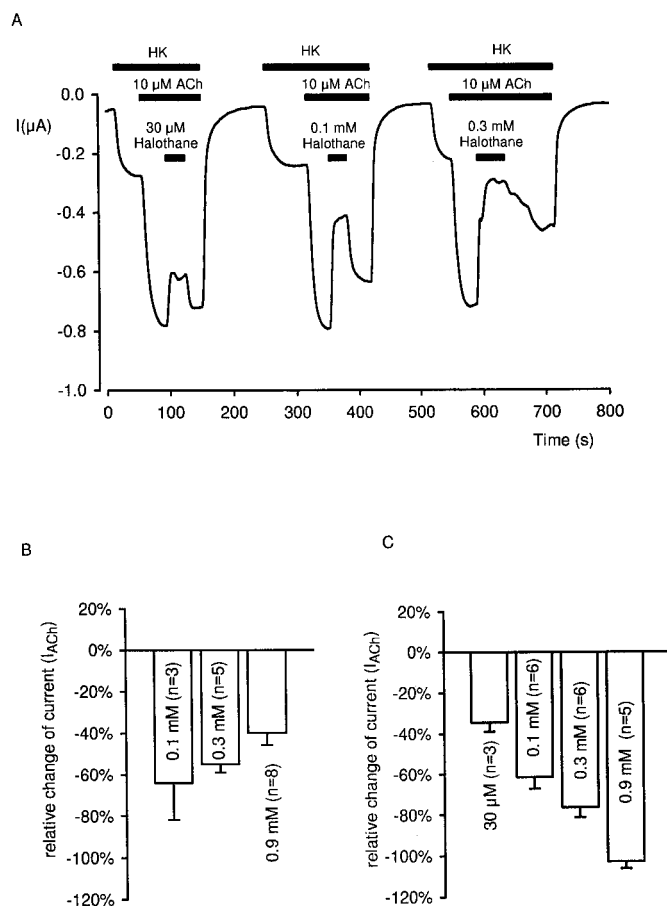 A
HK HK HK
10 µM ACh 10 µM ACh 10 µM ACh
0.0
I(µA)
30 µM 0.1 mM 0.3 mM
Halothane Halothane Halothane
-0.2
-0.4
-0.6
-0.8
-1.0
0 100 200 300 400 500 600 700 800
Time (s)
B
relative change of current (IACh)
20%
0%
-20%
-40%
-60%
-80%
-100%
-120%
0.1 mM (n=3)
0.3 mM (n=5)
0.9 mM (n=8)
C
relative change of current (IACh)
20%
0%
-20%
-40%
-60%
-80%
-100%
-120%
30 µM (n=3)
0.1 mM (n=6)
0.3 mM (n=6)
0.9 mM (n=5)